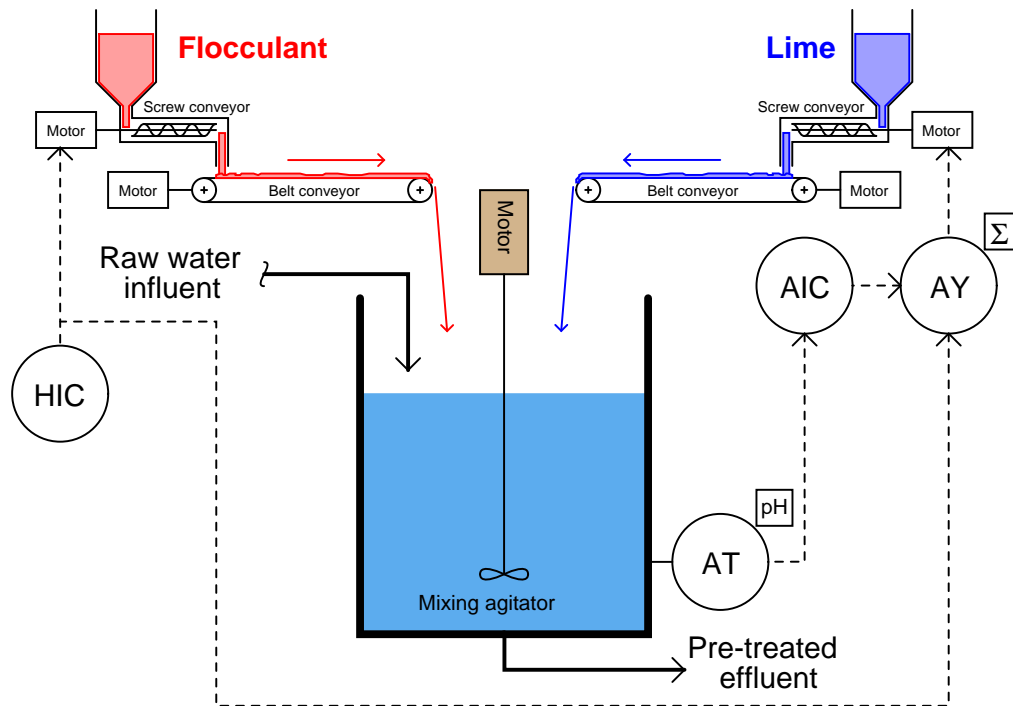 Flocculant
Lime
Screw conveyor
Screw conveyor
Motor
Motor
Motor
Belt conveyor
Belt conveyor
Motor
Motor
Σ
Raw water
influent
AIC
AY
HIC
pH
AT
Mixing agitator
Pre-treated
effluent